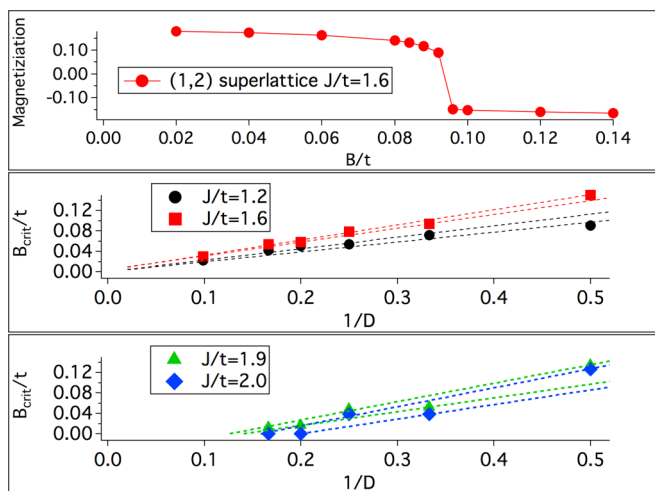 Magnetiziation
0.10
0.00
-0.10
(1,2) superlattice J/t=1.6
0.00 0.02 0.04 0.06 0.08 0.10 0.12 0.14
B/t
Bcrit/t
0.12
0.08
0.04
0.00
J/t=1.2
J/t=1.6
0.0 0.1 0.2 0.3 0.4 0.5
1/D
Bcrit/t
0.12
0.08
0.04
0.00
J/t=1.9
J/t=2.0
0.0 0.1 0.2 0.3 0.4 0.5
1/D